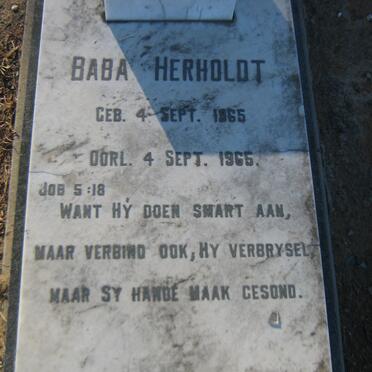 BABA HERHOLDT
GEB. 4 SEPT. 1965
OORL. 4 SEPT. 1965.
JOB 5:18
WANT HY DOEN SMART AAN,
MAAR VERBIND OOK, HY VERBRYSEL
MAAR SY HANDE MAAK GESOND.